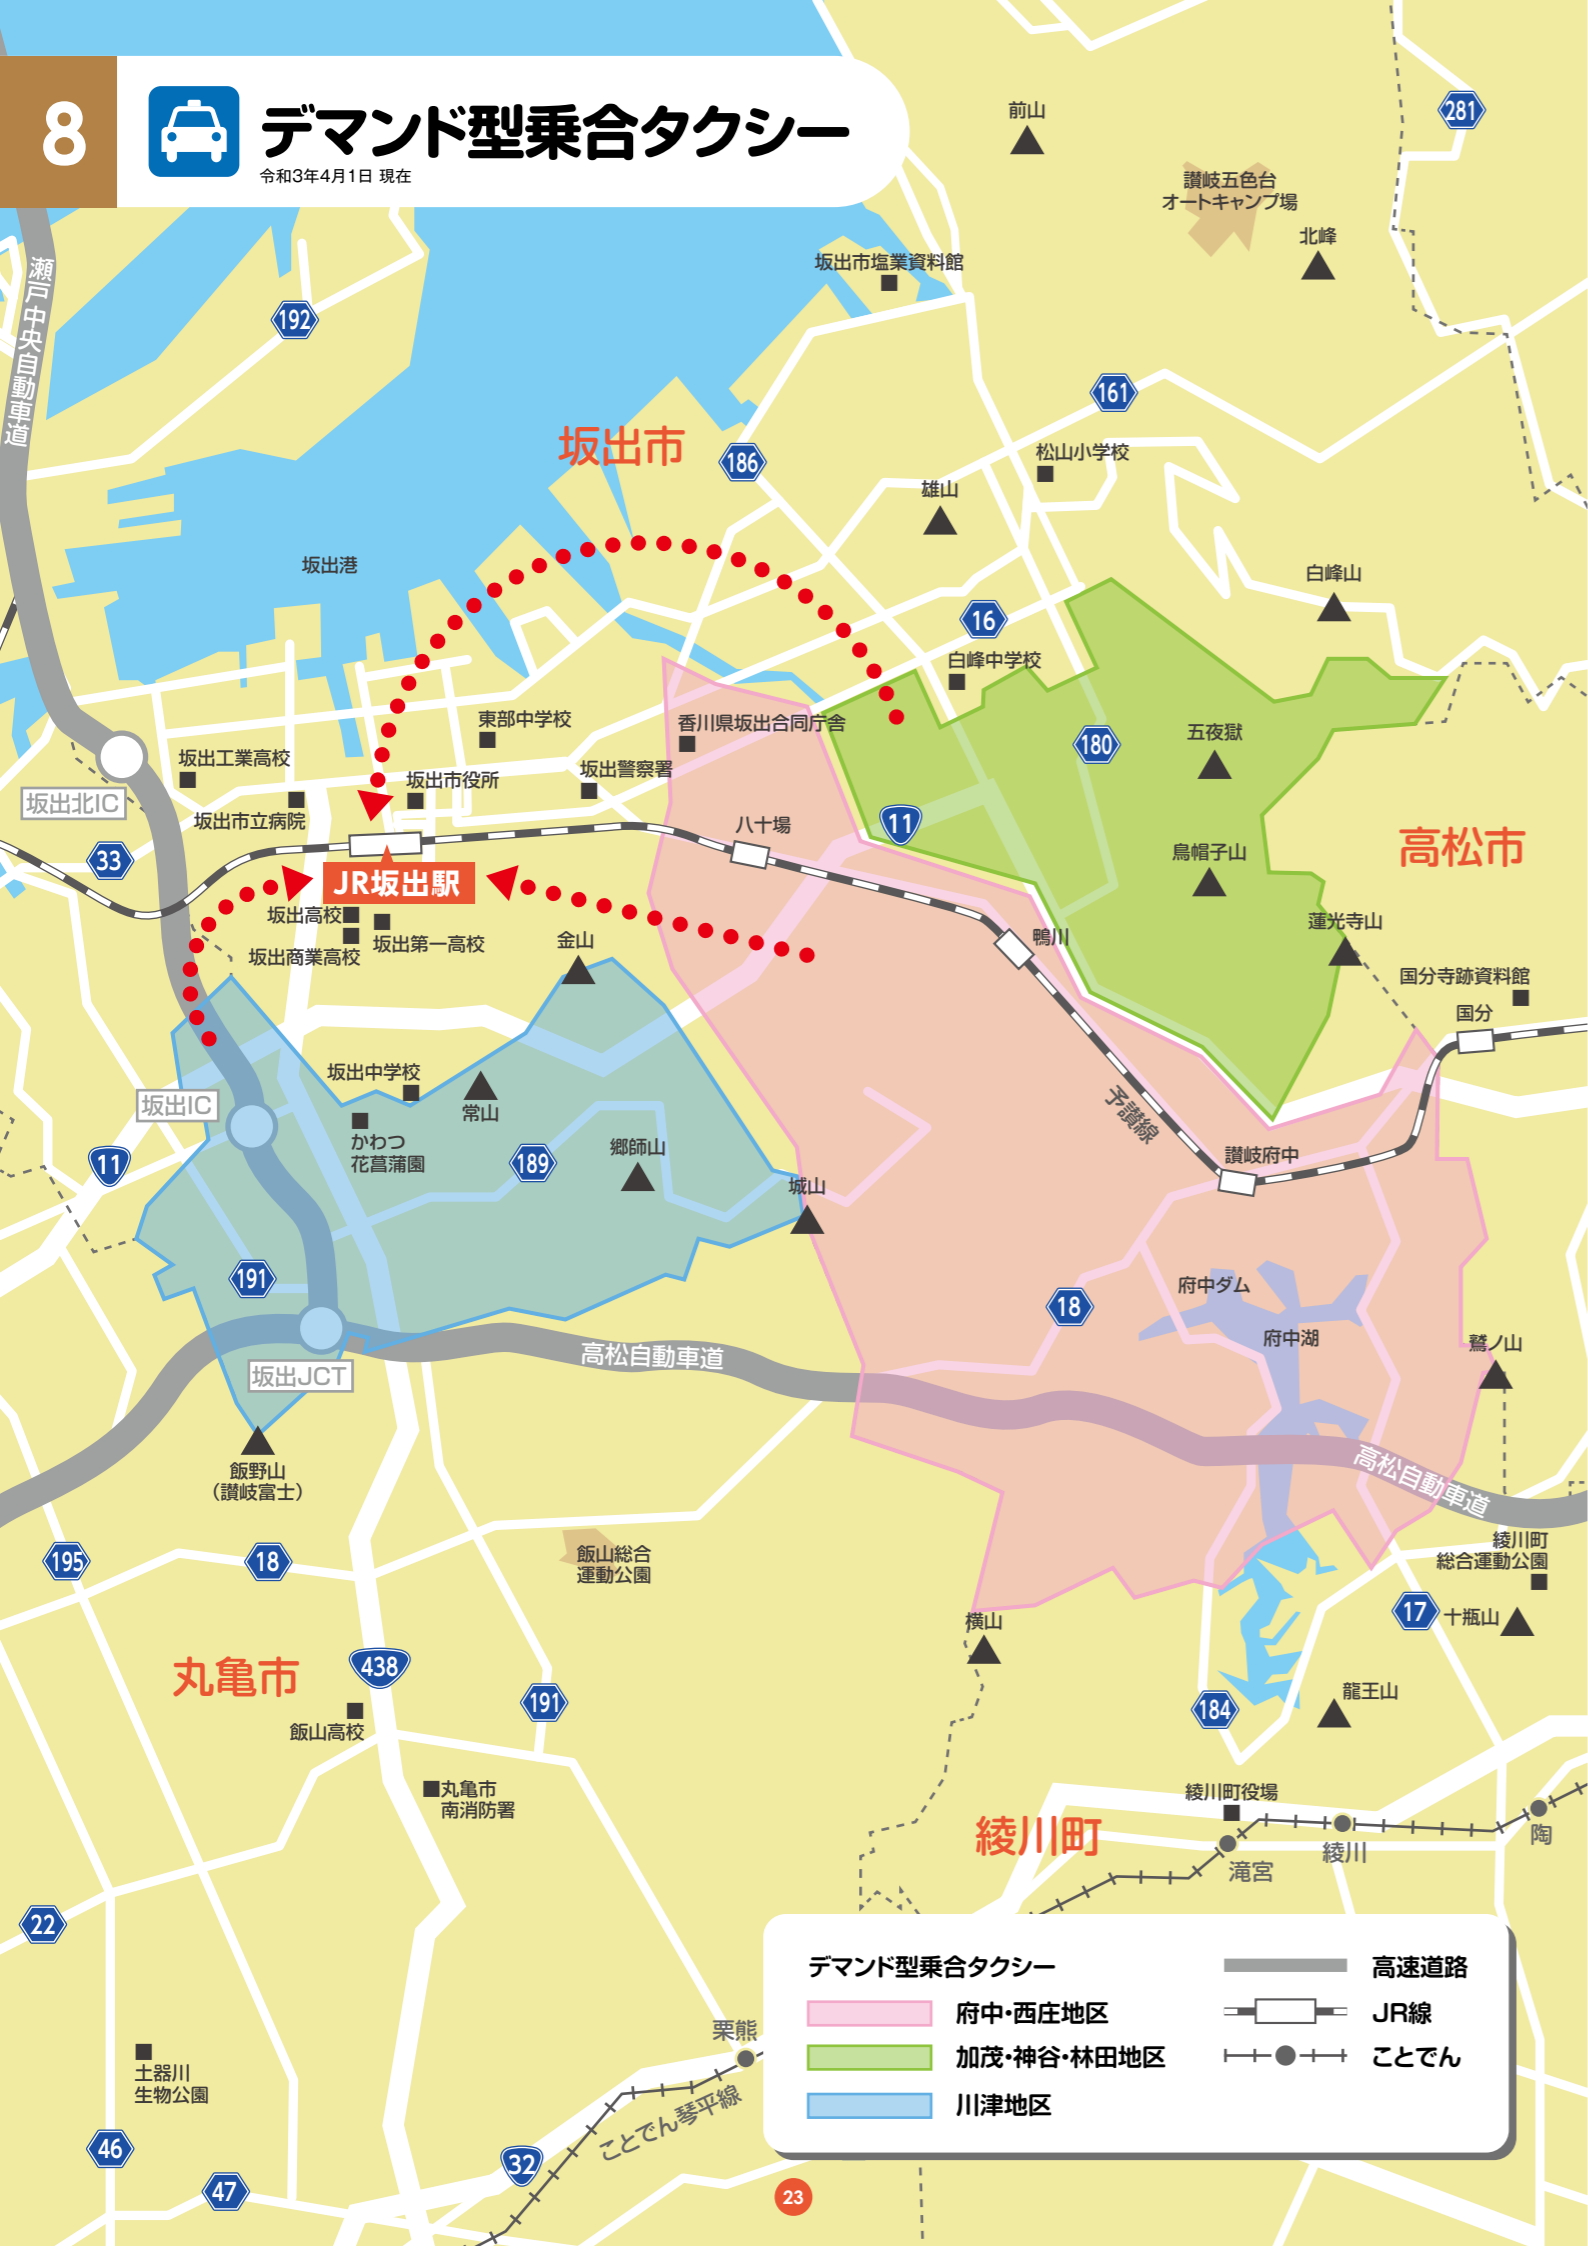 8
デマンド型乗合タクシー
令和3年4月1日 現在
前山
281
讃岐五色台
オートキャンプ場
北峰
坂出市塩業資料館
瀬戸中央自動車道
192
161
坂出市
186
松山小学校
雄山
坂出港
白峰山
16
白峰中学校
東部中学校
香川県坂出合同庁舎
180
五夜獄
坂出工業高校
坂出市役所
坂出警察署
坂出北IC
坂出市立病院
八十場
11
高松市
33
烏帽子山
JR坂出駅
坂出高校
坂出第一高校
坂出商業高校
金山
鴨川
蓮光寺山
国分寺跡資料館
国分
坂出中学校
坂出IC
常山
かわつ
花菖蒲園
予讃線
11
189
郷師山
讃岐府中
城山
191
府中ダム
18
府中湖
鷲ノ山
高松自動車道
坂出JCT
飯野山
(讃岐富士)
高松自動車道
195
18
飯山総合
運動公園
綾川町
総合運動公園
17
十瓶山
横山
丸亀市
438
191
184
龍王山
飯山高校
丸亀市
南消防署
綾川町役場
綾川町
陶
綾川
滝宮
22
デマンド型乗合タクシー
府中・西庄地区
加茂・神谷・林田地区
川津地区
高速道路
JR線
ことでん
栗熊
土器川
生物公園
ことでん琴平線
46
32
47
23